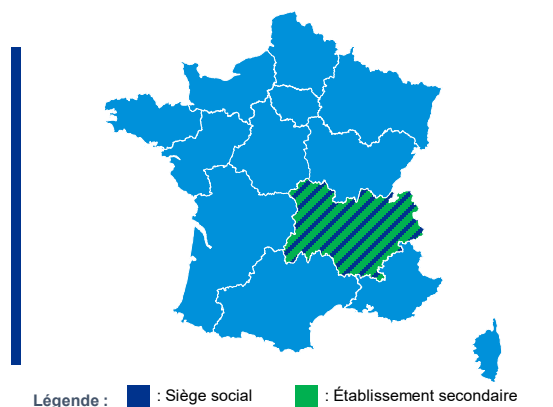 Légende : : Siège social : Établissement secondaire